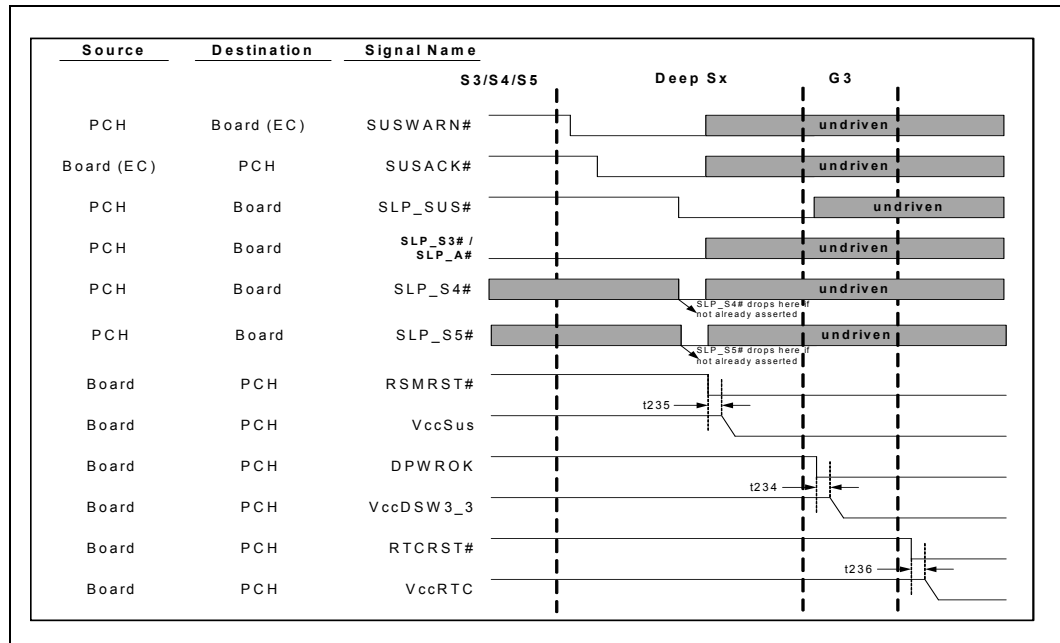 Source Destination Signal Name
S3/S4/S5 Deep Sx G3
PCH Board (EC) SUSWARN# undriven
Board (EC) PCH SUSACK# undriven
PCH Board SLP_SUS# undriven
PCH Board SLP_S3# / SLP_A# undriven
PCH Board SLP_S4# undriven
SLP_S4# drops here if
not already asserted
PCH Board SLP_S5# undriven
SLP_S5# drops here if
not already asserted
Board PCH RSMRST#
t235
Board PCH VccSus
Board PCH DPWROK
t234
Board PCH VccDSW3_3
Board PCH RTCRST#
t236
Board PCH VccRTC